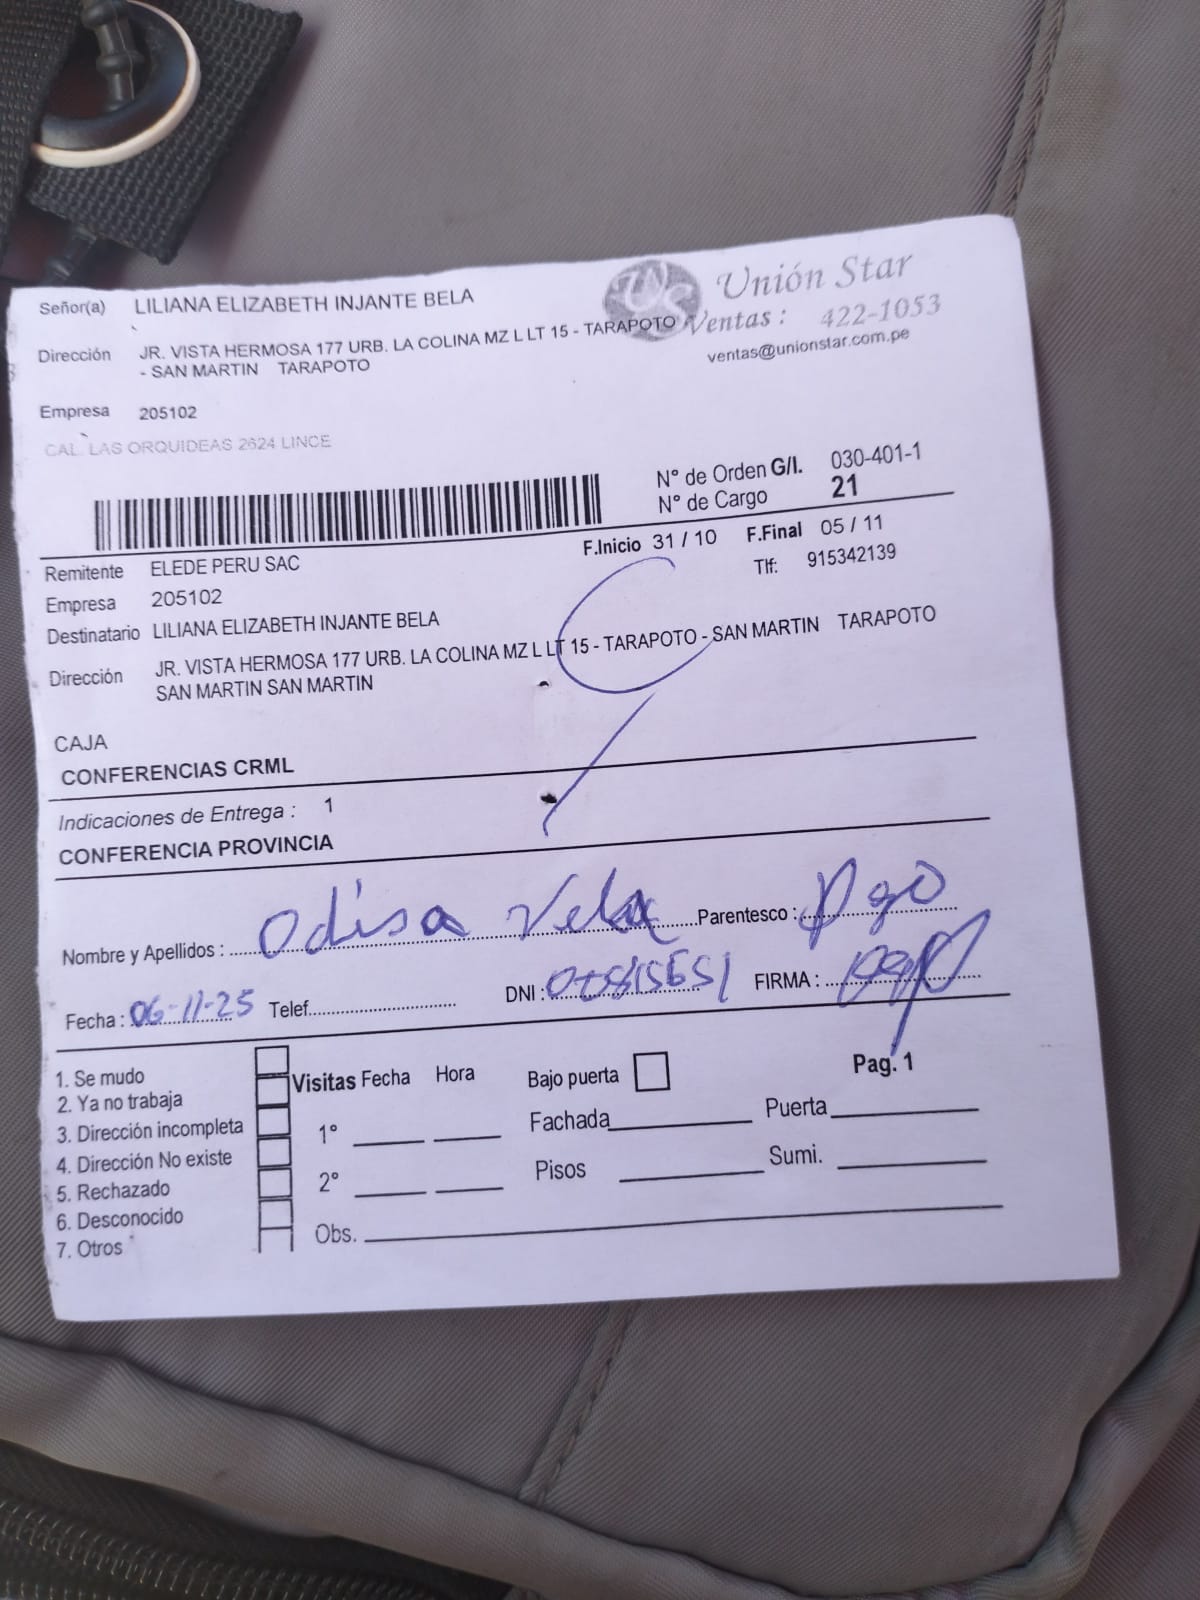 Señor(a) LILIANA ELIZABETH INJANTE BELA
Unión Star
Dirección JR. VISTA HERMOSA 177 URB. LA COLINA MZ L LT 15 - TARAPOTO
- SAN MARTIN TARAPOTO
Ventas: 422-1053
ventas@unionstar.com.pe
Empresa 205102
CAL. LAS ORQUIDEAS 2624 LINCE
N° de Orden G/I. 030-401-1
N° de Cargo 21
F.Inicio 31 / 10 F.Final 05 / 11
Remitente ELEDE PERU SAC
Tlf: 915342139
Empresa 205102
Destinatario LILIANA ELIZABETH INJANTE BELA
Dirección JR. VISTA HERMOSA 177 URB. LA COLINA MZ L LT 15 - TARAPOTO - SAN MARTIN TARAPOTO
SAN MARTIN SAN MARTIN
CAJA
CONFERENCIAS CRML
Indicaciones de Entrega : 1
CONFERENCIA PROVINCIA
Nombre y Apellidos : Odisa Vela Parentesco :
Fecha : 06-11-25 Telef. DNI : FIRMA :
Pag. 1
1. Se mudo
2. Ya no trabaja
3. Dirección incompleta
4. Dirección No existe
5. Rechazado
6. Desconocido
7. Otros
Visitas Fecha Hora
1°
2°
Obs.
Bajo puerta
Fachada Puerta
Pisos Sumi.